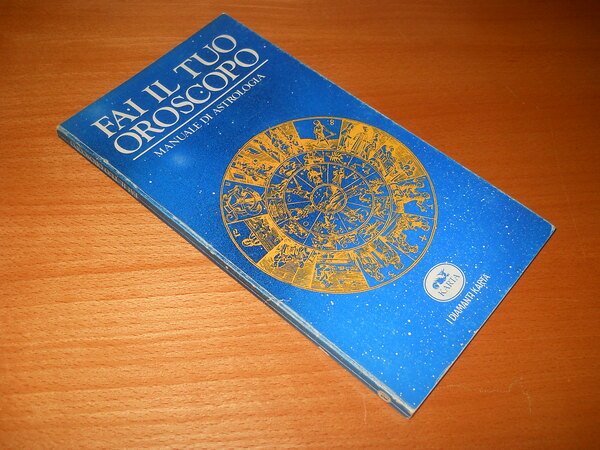 FAI IL TUO
OROSCOPO
MANUALE DI ASTROLOGIA
KARTA
I DIAMANTI KARTA